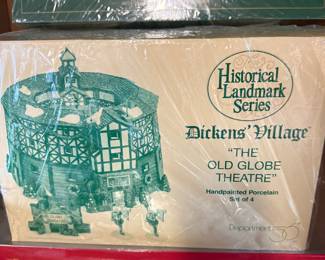 Historical
Landmark
Series
Dickens' Village
"THE
OLD GLOBE
THEATRE"
Handpainted Porcelain
Set of 4
Department 56